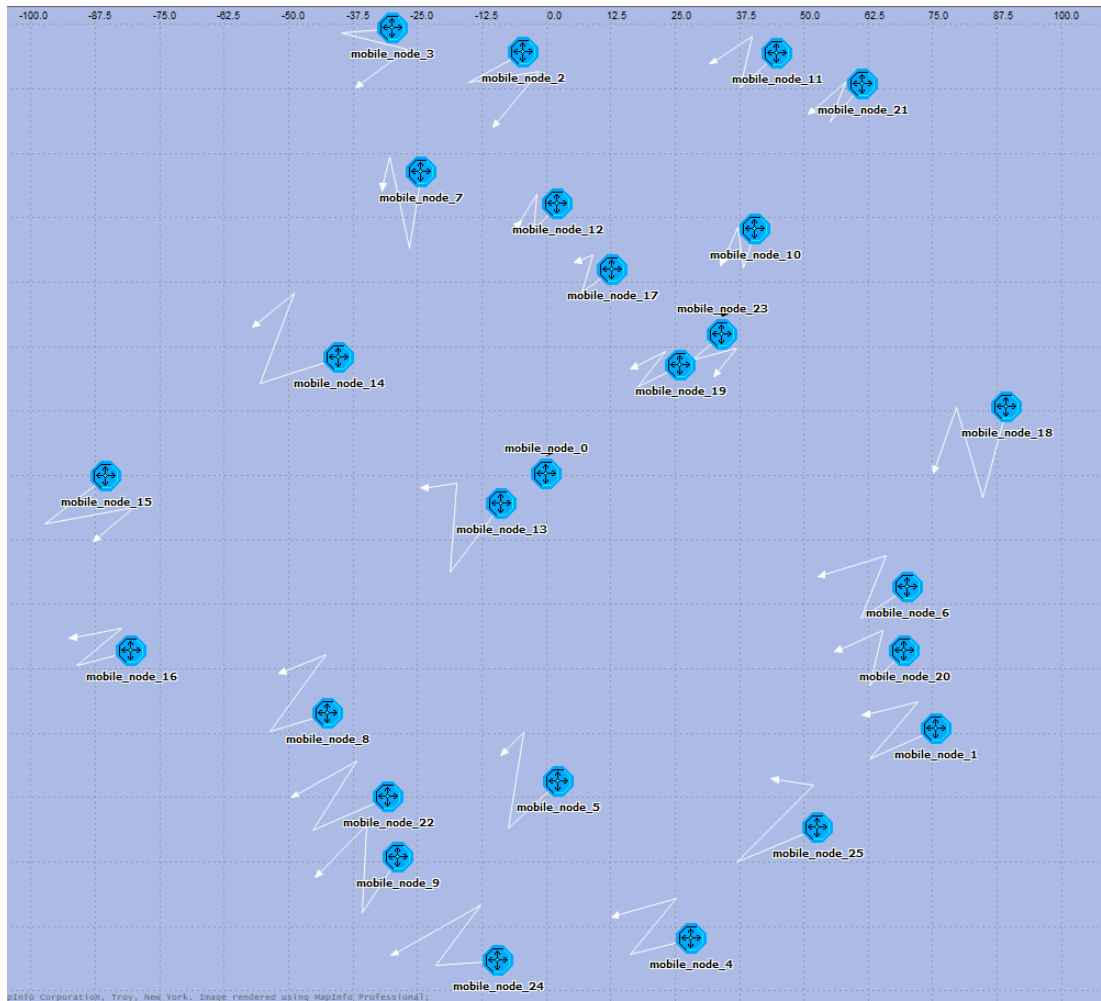 -100.0 -87.5 -75.0 -62.5 -50.0 -37.5 -25.0 -12.5 0.0 12.5 25.0 37.5 50.0 62.5 75.0 87.5 100.0
mobile_node_3
mobile_node_2
mobile_node_11
mobile_node_21
mobile_node_7
mobile_node_12
mobile_node_10
mobile_node_17
mobile_node_23
mobile_node_14
mobile_node_19
mobile_node_18
mobile_node_0
mobile_node_15
mobile_node_13
mobile_node_6
mobile_node_16
mobile_node_20
mobile_node_8
mobile_node_1
mobile_node_5
mobile_node_22
mobile_node_25
mobile_node_9
mobile_node_4
mobile_node_24
pInfo Corporation, Troy, New York. Image rendered using MapInfo Professional;